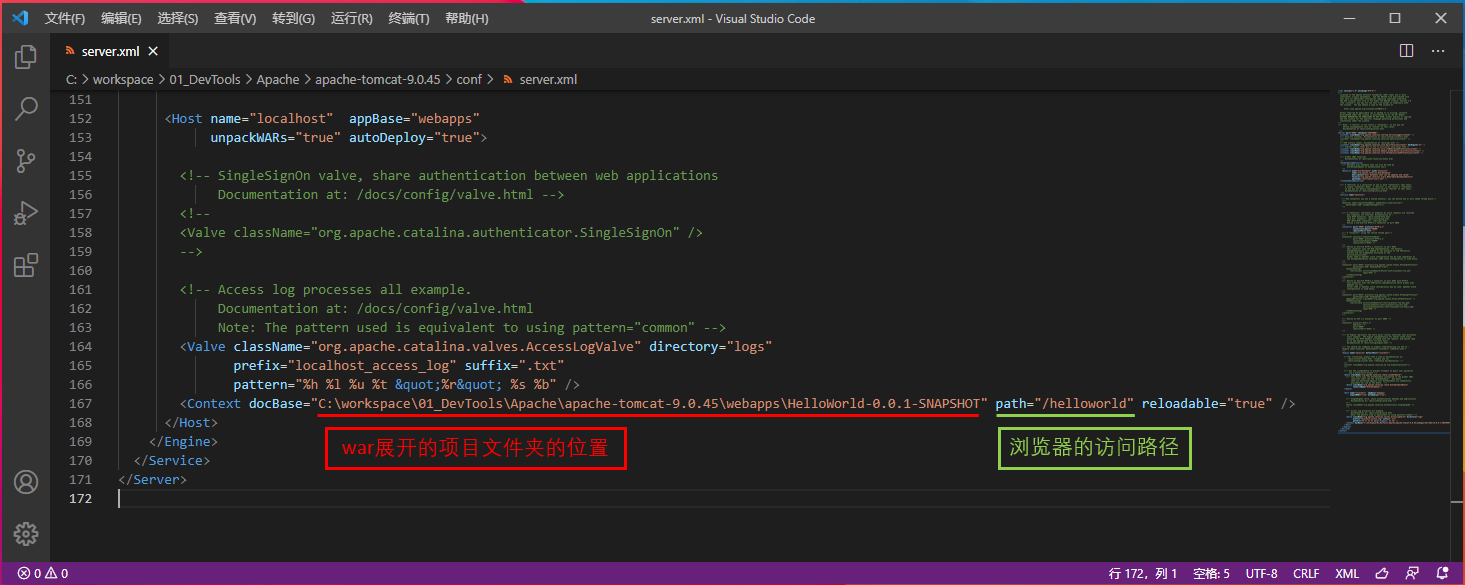 文件(F) 编辑(E) 选择(S) 查看(V) 转到(G) 运行(R) 终端(T) 帮助(H) server.xml - Visual Studio Code
server.xml
C: > workspace > 01_DevTools > Apache > apache-tomcat-9.0.45 > conf > server.xml
151
152 <Host name="localhost"  appBase="webapps"
153 unpackWARs="true" autoDeploy="true">
154
155 <!-- SingleSignOn valve, share authentication between web applications
156 Documentation at: /docs/config/valve.html -->
157 <!--
158 <Valve className="org.apache.catalina.authenticator.SingleSignOn" />
159 -->
160
161 <!-- Access log processes all example.
162 Documentation at: /docs/config/valve.html
163 Note: The pattern used is equivalent to using pattern="common" -->
164 <Valve className="org.apache.catalina.valves.AccessLogValve" directory="logs"
165 prefix="localhost_access_log" suffix=".txt"
166 pattern="%h %l %u %t &quot;%r&quot; %s %b" />
167 <Context docBase="C:\workspace\01_DevTools\Apache\apache-tomcat-9.0.45\webapps\HelloWorld-0.0.1-SNAPSHOT" path="/helloworld" reloadable="true" />
168 </Host>
169 </Engine>
170 </Service>
171 </Server>
172
war展开的项目文件夹的位置
浏览器的访问路径
0 0 行 172，列 1 空格: 5 UTF-8 CRLF XML